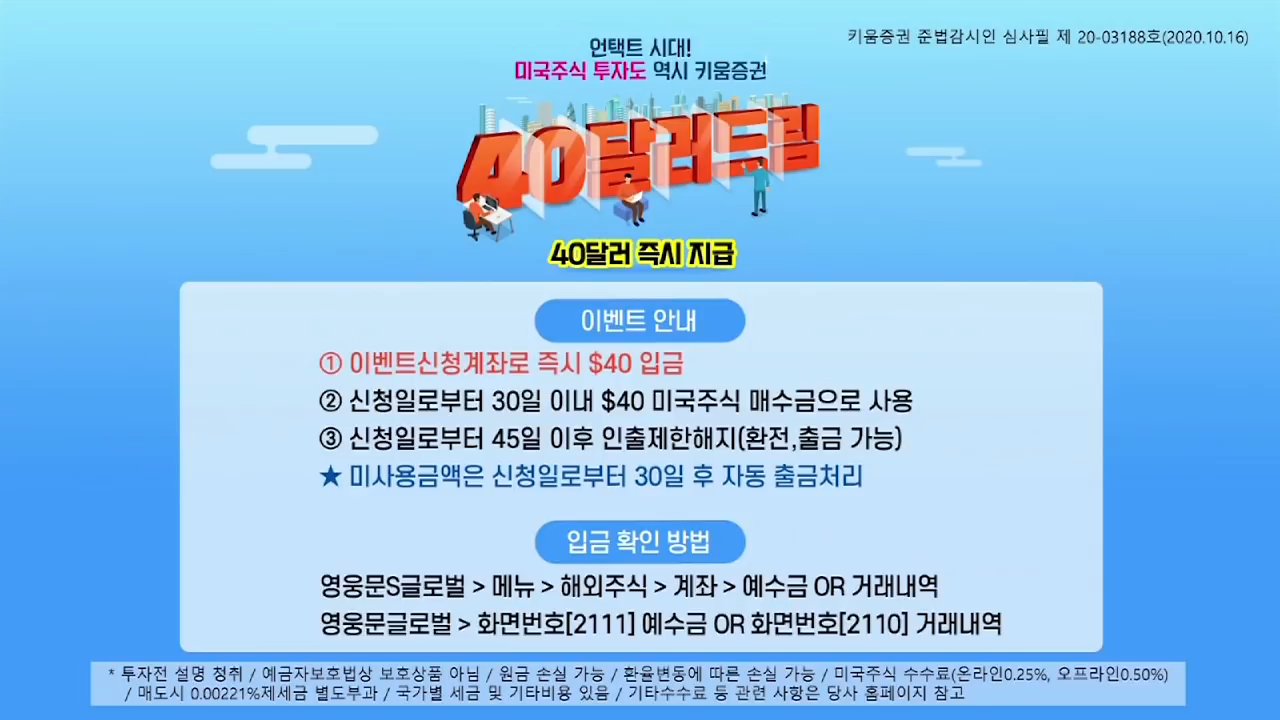 키움증권 준법감시인 심사필 제 20-03188호(2020.10.16)
언택트 시대!
미국주식 투자도 역시 키움증권
40달러드림
40달러 즉시 지급
이벤트 안내
① 이벤트신청계좌로 즉시 $40 입금
② 신청일로부터 30일 이내 $40 미국주식 매수금으로 사용
③ 신청일로부터 45일 이후 인출제한해지(환전,출금 가능)
★ 미사용금액은 신청일로부터 30일 후 자동 출금처리
입금 확인 방법
영웅문S글로벌 > 메뉴 > 해외주식 > 계좌 > 예수금 OR 거래내역
영웅문글로벌 > 화면번호[2111] 예수금 OR 화면번호[2110] 거래내역
* 투자전 설명 청취 / 예금자보호법상 보호상품 아님 / 원금 손실 가능 / 환율변동에 따른 손실 가능 / 미국주식 수수료(온라인0.25%, 오프라인0.50%)
/ 매도시 0.00221%제세금 별도부과 / 국가별 세금 및 기타비용 있음 / 기타수수료 등 관련 사항은 당사 홈페이지 참고